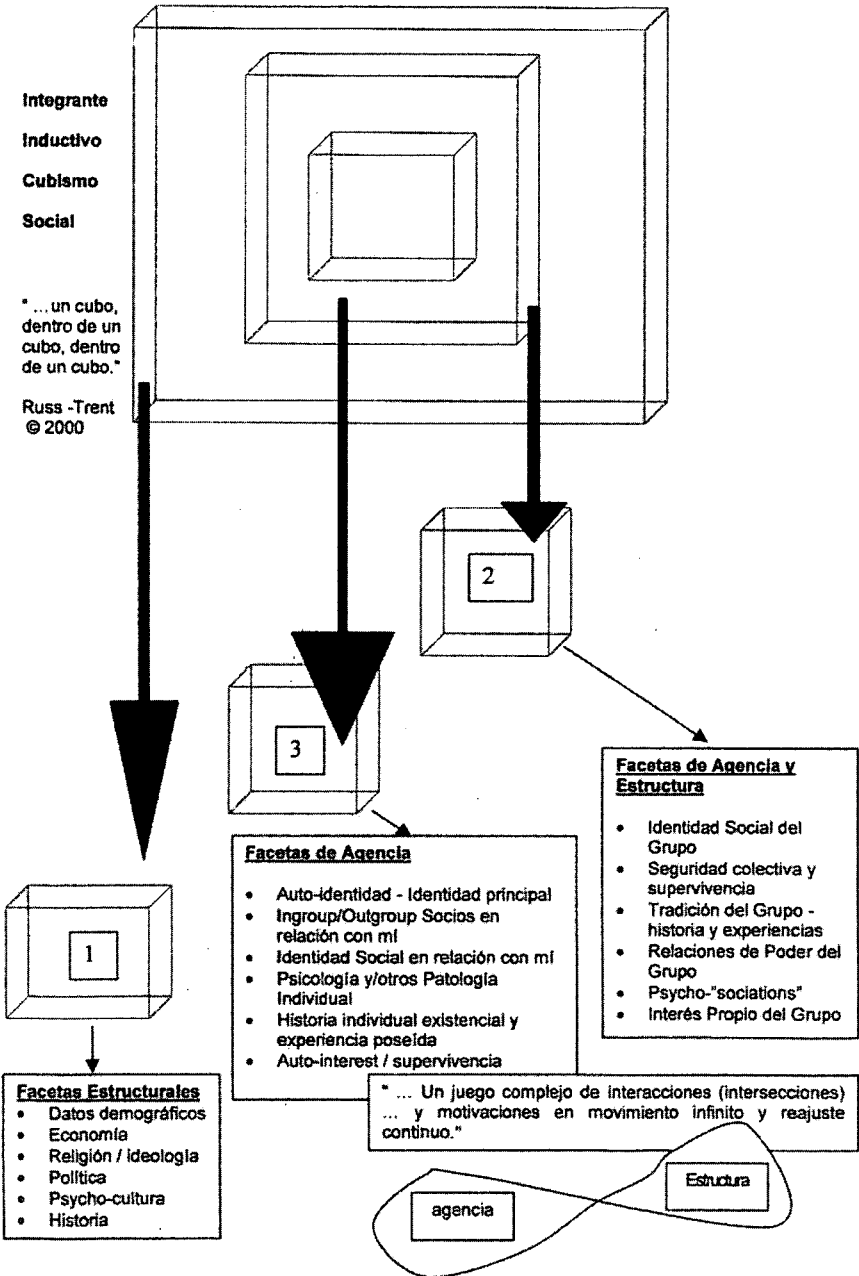 Integrante
Inductivo
Cubismo
Social
" ... un cubo,
dentro de un
cubo, dentro
de un cubo."
Russ -Trent
© 2000
2
3
1
Facetas de Agencia y
Estructura
• Identidad Social del
Grupo
• Seguridad colectiva y
supervivencia
• Tradición del Grupo -
historia y experiencias
• Relaciones de Poder del
Grupo
• Psycho-"sociations"
• Interés Propio del Grupo
Facetas de Agencia
• Auto-identidad - Identidad principal
• Ingroup/Outgroup Socios en
relación con mí
• Identidad Social en relación con mí
• Psicología y/otros Patología
Individual
• Historia individual existencial y
experiencia poseída
• Auto-interest / supervivencia
Facetas Estructurales
• Datos demográficos
• Economía
• Religión / ideología
• Política
• Psycho-cultura
• Historia
" ... Un juego complejo de interacciones (intersecciones)
... y motivaciones en movimiento infinito y reajuste
continuo."
agencia
Estructura